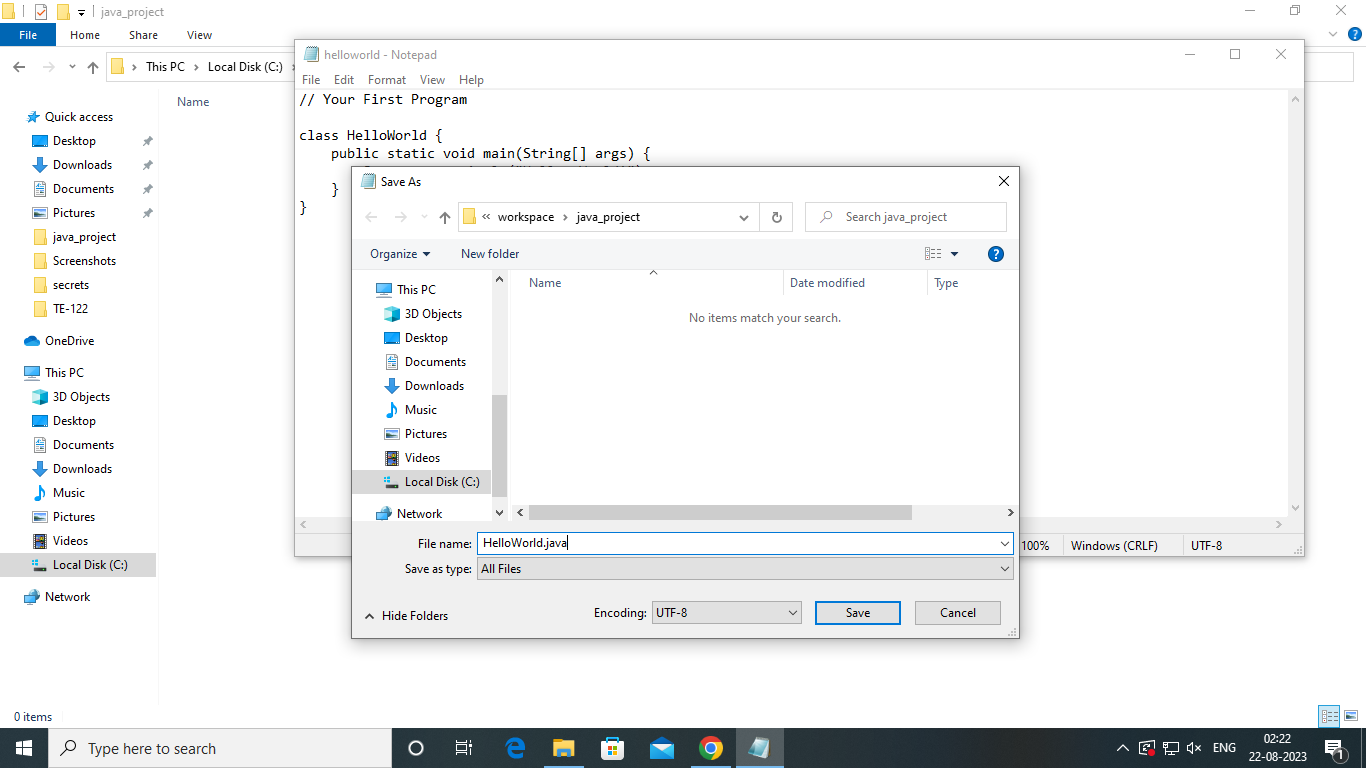 java_project
File Home Share View
This PC Local Disk (C:)
Name
Quick access
Desktop
Downloads
Documents
Pictures
java_project
Screenshots
secrets
TE-122
OneDrive
This PC
3D Objects
Desktop
Documents
Downloads
Music
Pictures
Videos
Local Disk (C:)
Network
0 items
helloworld - Notepad
File Edit Format View Help
// Your First Program
class HelloWorld {
public static void main(String[] args) {
}
}
100% Windows (CRLF) UTF-8
Save As
workspace java_project
Search java_project
Organize New folder
This PC
3D Objects
Desktop
Documents
Downloads
Music
Pictures
Videos
Local Disk (C:)
Network
Name Date modified Type
No items match your search.
File name: HelloWorld.java
Save as type: All Files
Hide Folders
Encoding: UTF-8
Save Cancel
Type here to search
ENG
02:22
22-08-2023
1